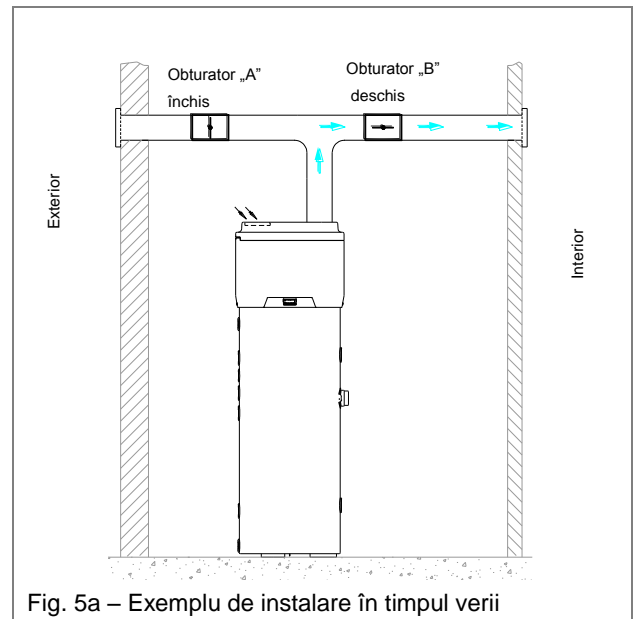 Obturator „A”
închis
Obturator „B”
deschis
Exterior
Interior
Fig. 5a – Exemplu de instalare în timpul verii